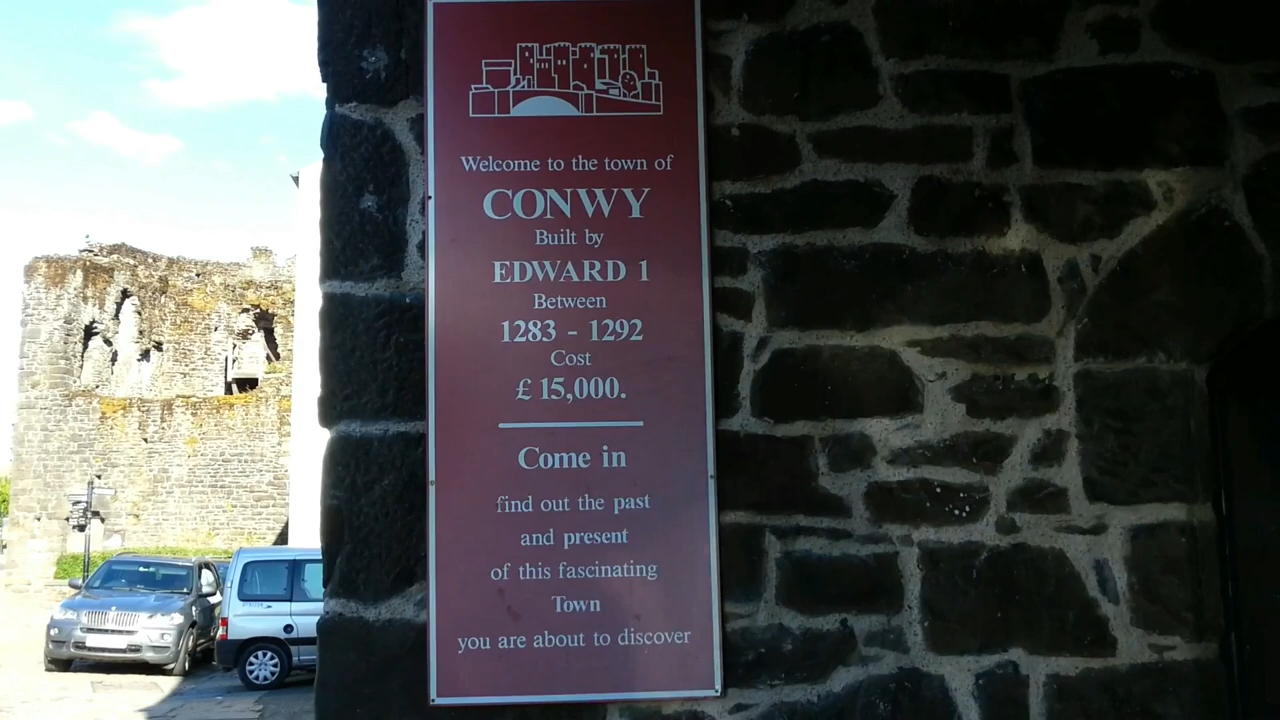 Welcome to the town of
CONWY
Built by
EDWARD 1
Between
1283 - 1292
Cost
£ 15,000.
Come in
find out the past
and present
of this fascinating
Town
you are about to discover